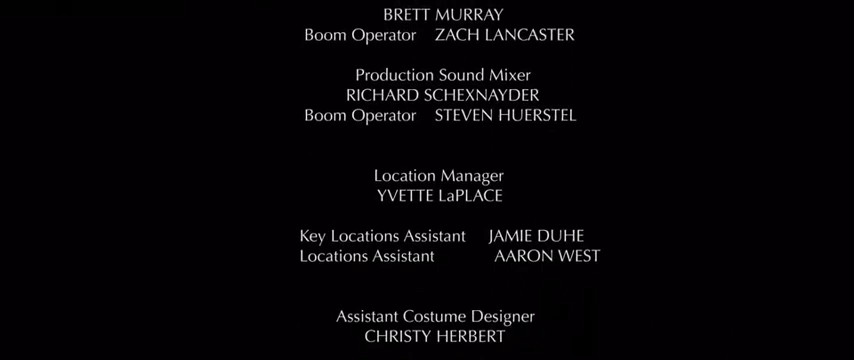 BRETT MURRAY
Boom Operator ZACH LANCASTER
Production Sound Mixer
RICHARD SCHEXNAYDER
Boom Operator STEVEN HUERSTEL
Location Manager
YVETTE LaPLACE
Key Locations Assistant JAMIE DUHE
Locations Assistant AARON WEST
Assistant Costume Designer
CHRISTY HERBERT